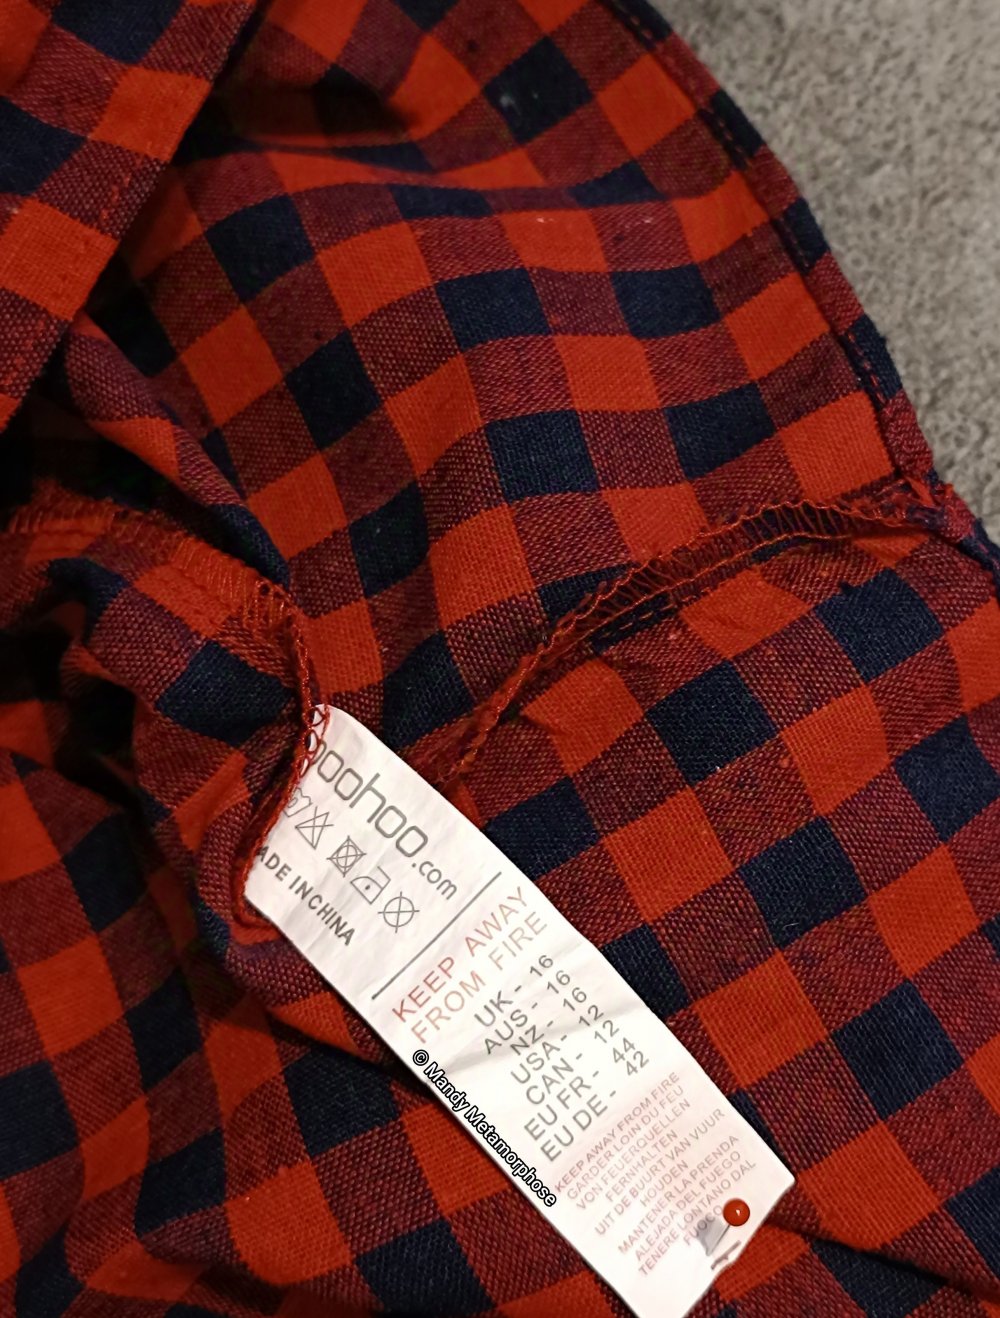 boohoo.com
MADE IN CHINA
KEEP AWAY
FROM FIRE
UK - 16
AUS - 16
NZ - 16
USA - 12
CAN - 12
EU FR - 44
EU DE - 42
KEEP AWAY FROM FIRE
GARDER LOIN DU FEU
VON FEUERQUELLEN
FERNHALTEN
UIT DE BUURT VAN VUUR
HOUDEN
MANTENER LA PRENDA
ALEJADA DEL FUEGO
TENERE LONTANO DAL
FUOCO
© Mandy Metamorphose